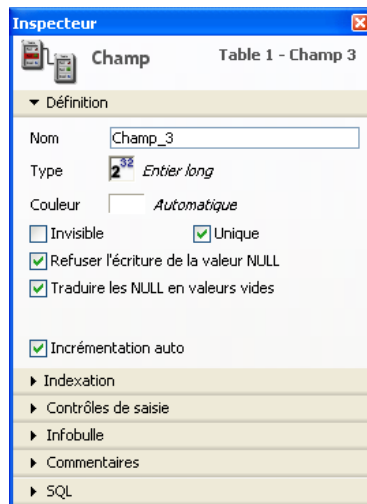 Inspecteur
Champ Table 1 - Champ 3
Définition
Nom Champ_3
Type 2^32 Entier long
Couleur Automatique
Invisible Unique
Refuser l'écriture de la valeur NULL
Traduire les NULL en valeurs vides
Incrémentation auto
Indexation
Contrôles de saisie
Infobulle
Commentaires
SQL